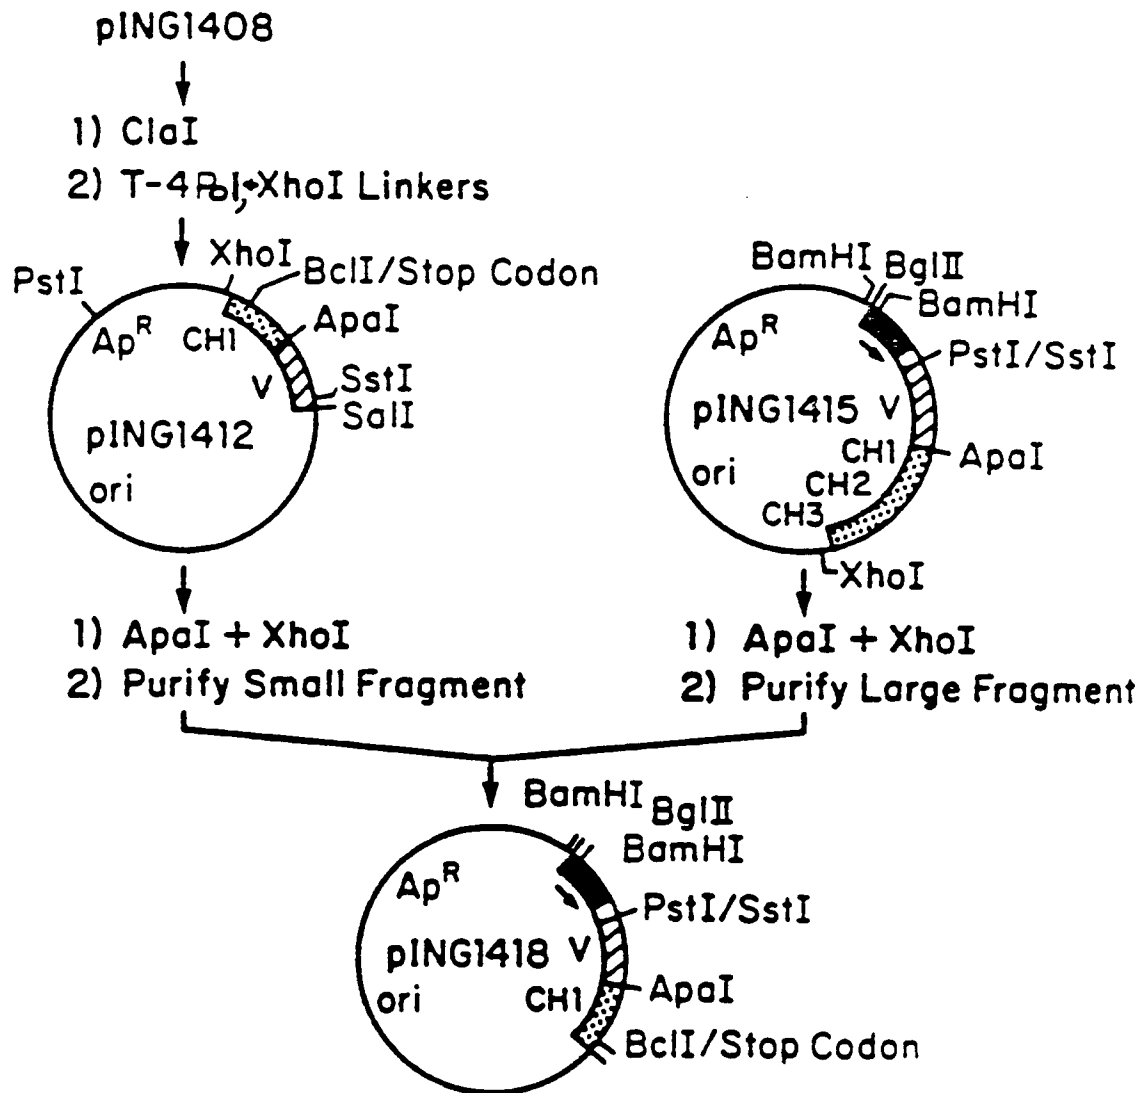 pING1408
1) ClaI
2) T-4 Pol, +XhoI Linkers
XhoI
BclI/Stop Codon
PstI
ApR
CH1
ApaI
V
SstI
SalI
pING1412
ori
1) ApaI + XhoI
2) Purify Small Fragment
BamHI
BglII
BamHI
ApR
PstI/SstI
pING1415
V
CH1
ApaI
ori
CH2
CH3
XhoI
1) ApaI + XhoI
2) Purify Large Fragment
BamHI
BglII
BamHI
ApR
PstI/SstI
pING1418
V
ori
CH1
ApaI
BclI/Stop Codon